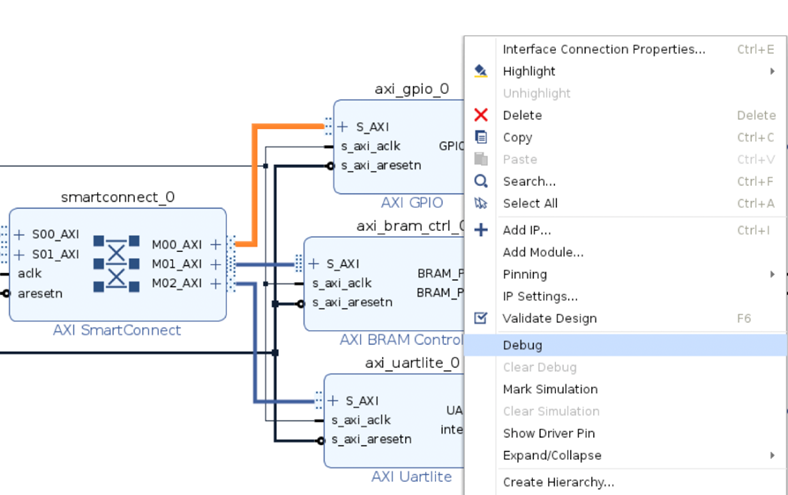 axi_gpio_0
S_AXI
s_axi_aclk
s_axi_aresetn
AXI GPIO
smartconnect_0
S00_AXI
S01_AXI
aclk
aresetn
M00_AXI
M01_AXI
M02_AXI
AXI SmartConnect
axi_bram_ctrl_0
S_AXI
s_axi_aclk
s_axi_aresetn
BRAM_P
BRAM_P
AXI BRAM Control
axi_uartlite_0
S_AXI
s_axi_aclk
s_axi_aresetn
UA
inte
AXI Uartlite
Interface Connection Properties... Ctrl+E
Highlight
Unhighlight
Delete Delete
Copy Ctrl+C
Paste Ctrl+V
Search... Ctrl+F
Select All Ctrl+A
Add IP... Ctrl+I
Add Module...
Pinning
IP Settings...
Validate Design F6
Debug
Clear Debug
Mark Simulation
Clear Simulation
Show Driver Pin
Expand/Collapse
Create Hierarchy...